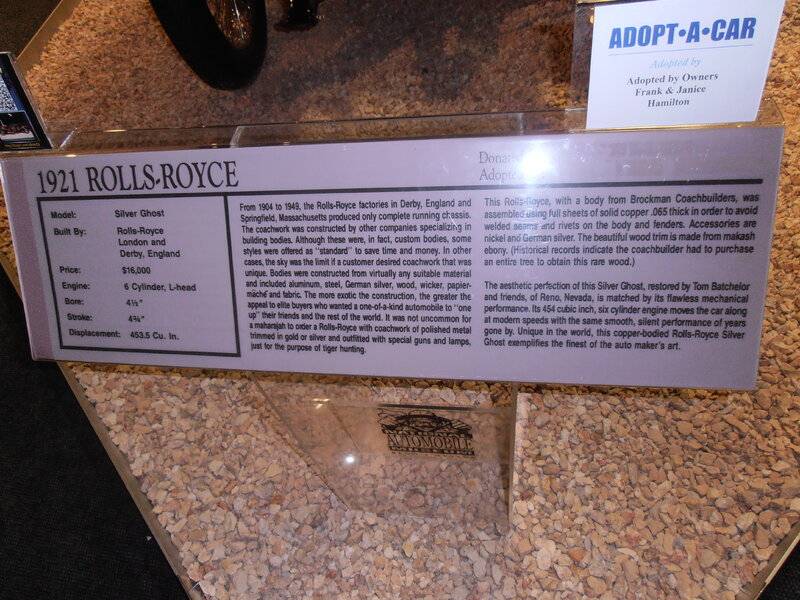 ADOPT•A•CAR
Adopted by
Adopted by Owners
Frank & Janice
Hamilton
1921 ROLLS-ROYCE
Model: Silver Ghost
Built By: Rolls-Royce
London and
Derby, England
Price: $16,000
Engine: 6 Cylinder, L-head
Bore: 4½"
Stroke: 4¾"
Displacement: 453.5 Cu. In.
From 1904 to 1949, the Rolls-Royce factories in Derby, England and
Springfield, Massachusetts produced only complete running chassis.
The coachwork was constructed by other companies specializing in
building bodies. Although these were, in fact, custom bodies, some
styles were offered as "standard" to save time and money. In other
cases, the sky was the limit if a customer desired coachwork that was
unique. Bodies were constructed from virtually any suitable material
and included aluminum, steel, German silver, wood, wicker, papier-
mâché and fabric. The more exotic the construction, the greater the
appeal to elite buyers who wanted a one-of-a-kind automobile to "one
up" their friends and the rest of the world. It was not uncommon for
a maharajah to order a Rolls-Royce with coachwork of polished metal
trimmed in gold or silver and outfitted with special guns and lamps,
just for the purpose of tiger hunting.
Adopte
This Rolls-Royce, with a body from Brockman Coachbuilders, was
assembled using full sheets of solid copper .065 thick in order to avoid
welded seams and rivets on the body and fenders. Accessories are
nickel and German silver. The beautiful wood trim is made from makash
ebony. (Historical records indicate the coachbuilder had to purchase
an entire tree to obtain this rare wood.)
The aesthetic perfection of this Silver Ghost, restored by Tom Batchelor
and friends, of Reno, Nevada, is matched by its flawless mechanical
performance. Its 454 cubic inch, six cylinder engine moves the car along
at modern speeds with the same smooth, silent performance of years
gone by. Unique in the world, this copper-bodied Rolls-Royce Silver
Ghost exemplifies the finest of the auto maker's art.
AUTOMOBILE